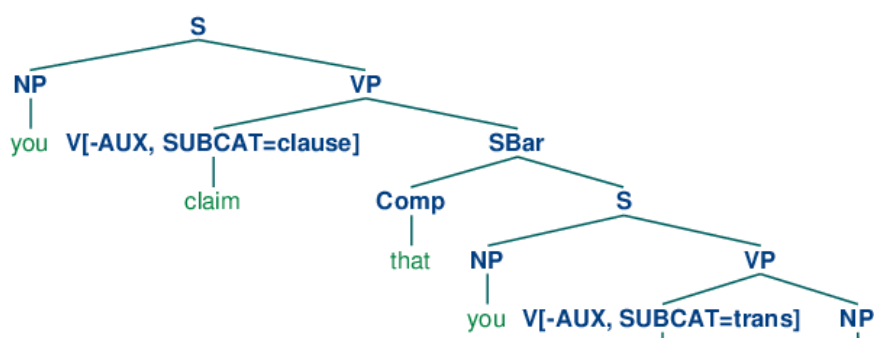 S
NP VP
you V[-AUX, SUBCAT=clause] SBar
claim Comp S
that NP VP
you V[-AUX, SUBCAT=trans] NP